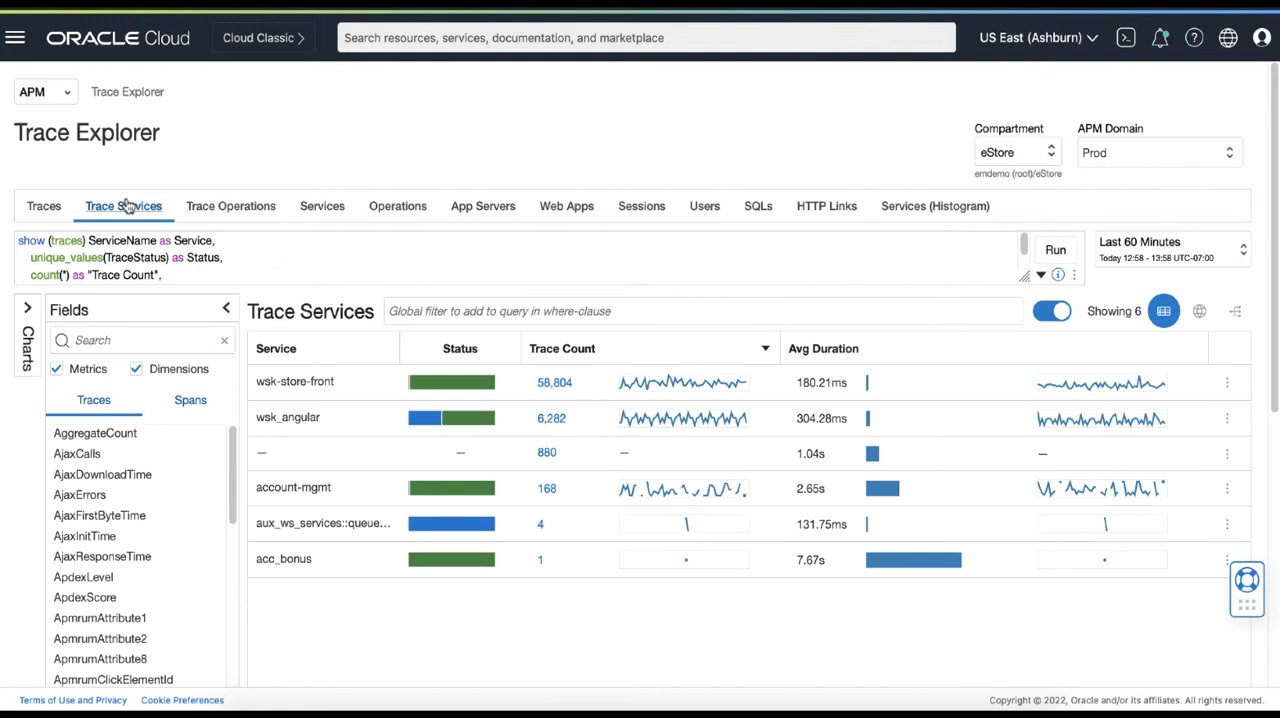 ORACLE Cloud
Cloud Classic >
Search resources, services, documentation, and marketplace
US East (Ashburn)
APM
Trace Explorer
Trace Explorer
Compartment
APM Domain
eStore
Prod
emdemo (root)/eStore
Traces
Trace Services
Trace Operations
Services
Operations
App Servers
Web Apps
Sessions
Users
SQLs
HTTP Links
Services (Histogram)
show (traces) ServiceName as Service,
unique_values(TraceStatus) as Status,
count(*) as "Trace Count",
Run
Last 60 Minutes
Today 12:58 - 13:58 UTC-07:00
Charts
Fields
Search
Metrics
Dimensions
Traces
Spans
AggregateCount
AjaxCalls
AjaxDownloadTime
AjaxErrors
AjaxFirstByteTime
AjaxInitTime
AjaxResponseTime
ApdexLevel
ApdexScore
ApmrumAttribute1
ApmrumAttribute2
ApmrumAttribute8
ApmrumClickElementId
Trace Services
Global filter to add to query in where-clause
Showing 6
Service Status Trace Count Avg Duration
wsk-store-front 58,804 180.21ms
wsk_angular 6,282 304.28ms
— — 880 — 1.04s —
account-mgmt 168 2.65s
aux_ws_services::queue... 4 131.75ms
acc_bonus 1 7.67s
Terms of Use and Privacy
Cookie Preferences
Copyright © 2022, Oracle and/or its affiliates. All rights reserved.